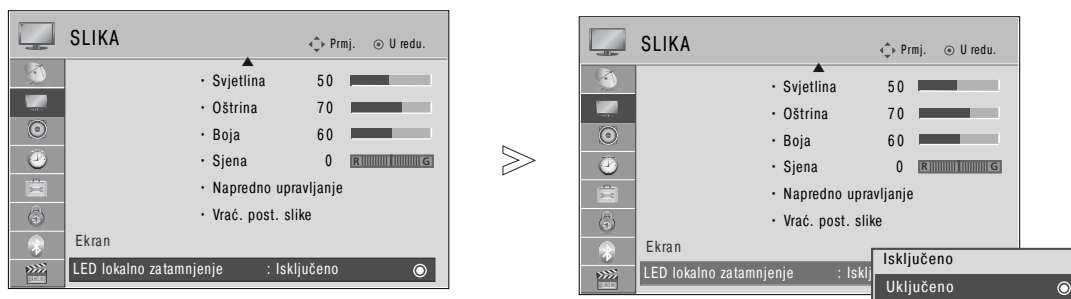 SLIKA
Prmj. U redu.
• Svjetlina 50
• Oštrina 70
• Boja 60
• Sjena 0 R G
• Napredno upravljanje
• Vrać. post. slike
Ekran
LED lokalno zatamnjenje : Isključeno
SLIKA
Prmj. U redu.
• Svjetlina 50
• Oštrina 70
• Boja 60
• Sjena 0 R G
• Napredno upravljanje
• Vrać. post. slike
Ekran
LED lokalno zatamnjenje : Isklj
Isključeno
Uključeno